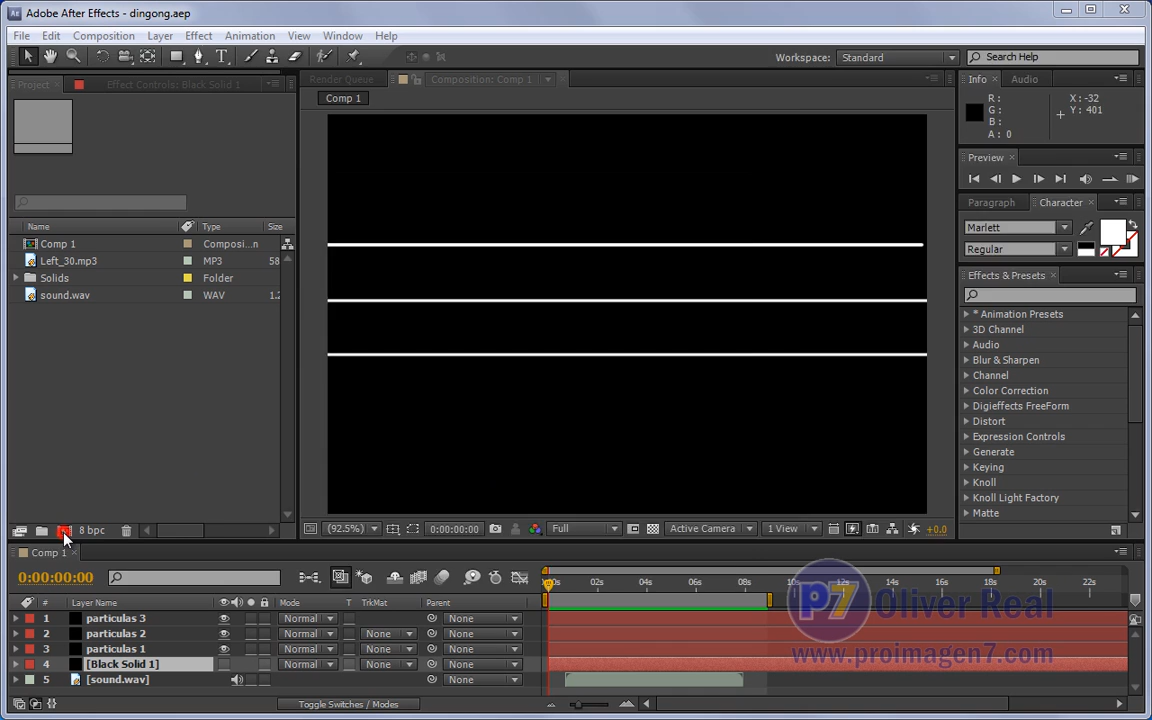 Adobe After Effects - dingong.aep
File Edit Composition Layer Effect Animation View Window Help
Workspace: Standard Search Help
Project Effect Controls: Black Solid 1
Render Queue Composition: Comp 1
Info Audio
Comp 1
R:
G:
B:
A: 0
X: -32
Y: 401
Preview
Paragraph Character
Marlett
Regular
Effects & Presets
Name Type Size
Comp 1 Composi...n
Left_30.mp3 MP3 58
Solids Folder
sound.wav WAV 1.2
* Animation Presets
3D Channel
Audio
Blur & Sharpen
Channel
Color Correction
Digieffects FreeForm
Distort
Expression Controls
Generate
Keying
Knoll
Knoll Light Factory
Matte
8 bpc
(92.5%) 0:00:00:00 Full Active Camera 1 View +0.0
Comp 1
0:00:00:00
02s 04s 06s 08s 10s 12s 14s 16s 18s 20s 22s
# Layer Name Mode T TrkMat Parent
1 particulas 3 Normal None
2 particulas 2 Normal None None
3 particulas 1 Normal None None
4 [Black Solid 1] Normal None None
5 [sound.wav] None
Toggle Switches / Modes
p7 Oliver Real
www.proimagen7.com